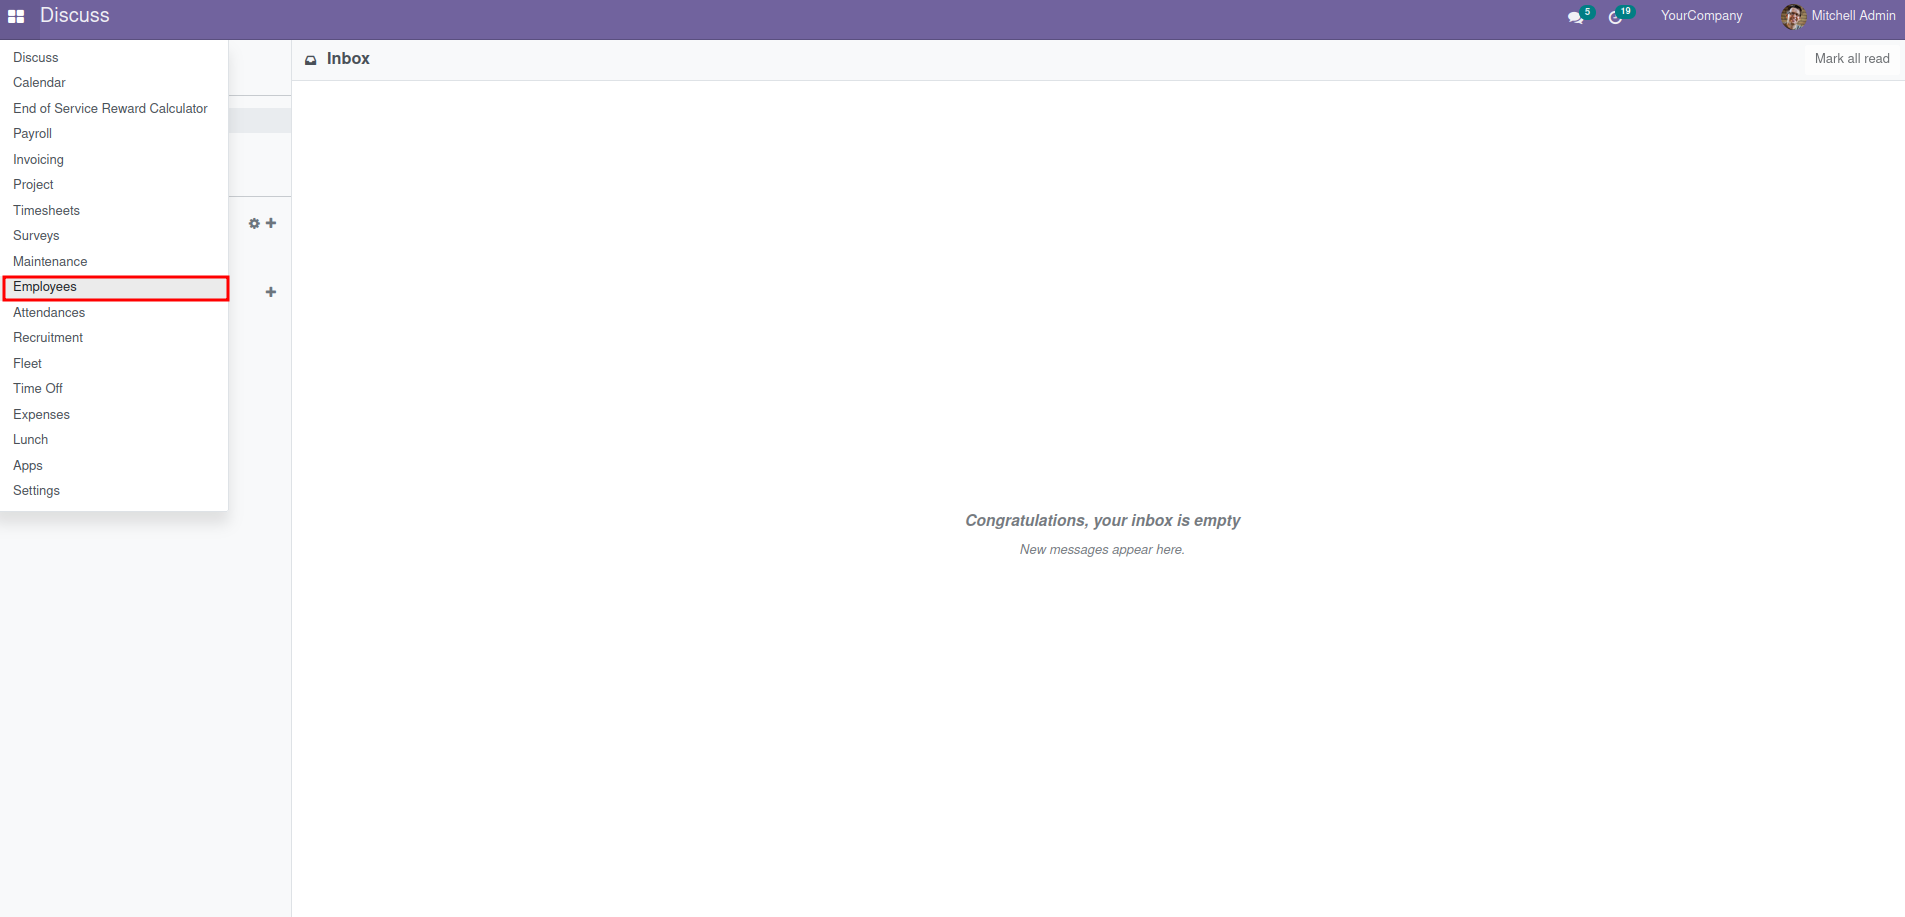 Discuss
5
19
YourCompany
Mitchell Admin
Discuss
Calendar
End of Service Reward Calculator
Payroll
Invoicing
Project
Timesheets
Surveys
Maintenance
Employees
Attendances
Recruitment
Fleet
Time Off
Expenses
Lunch
Apps
Settings
Inbox
Mark all read
Congratulations, your inbox is empty
New messages appear here.